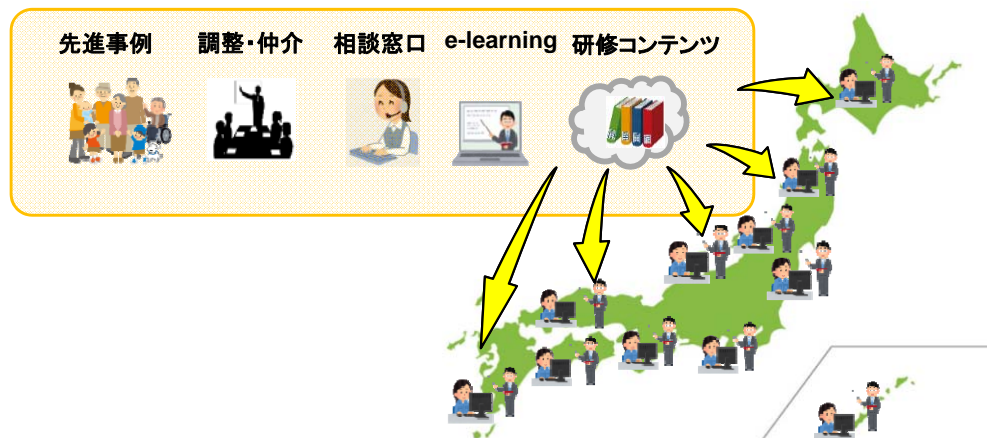 先進事例
調整・仲介
相談窓口
e-learning
研修コンテンツ